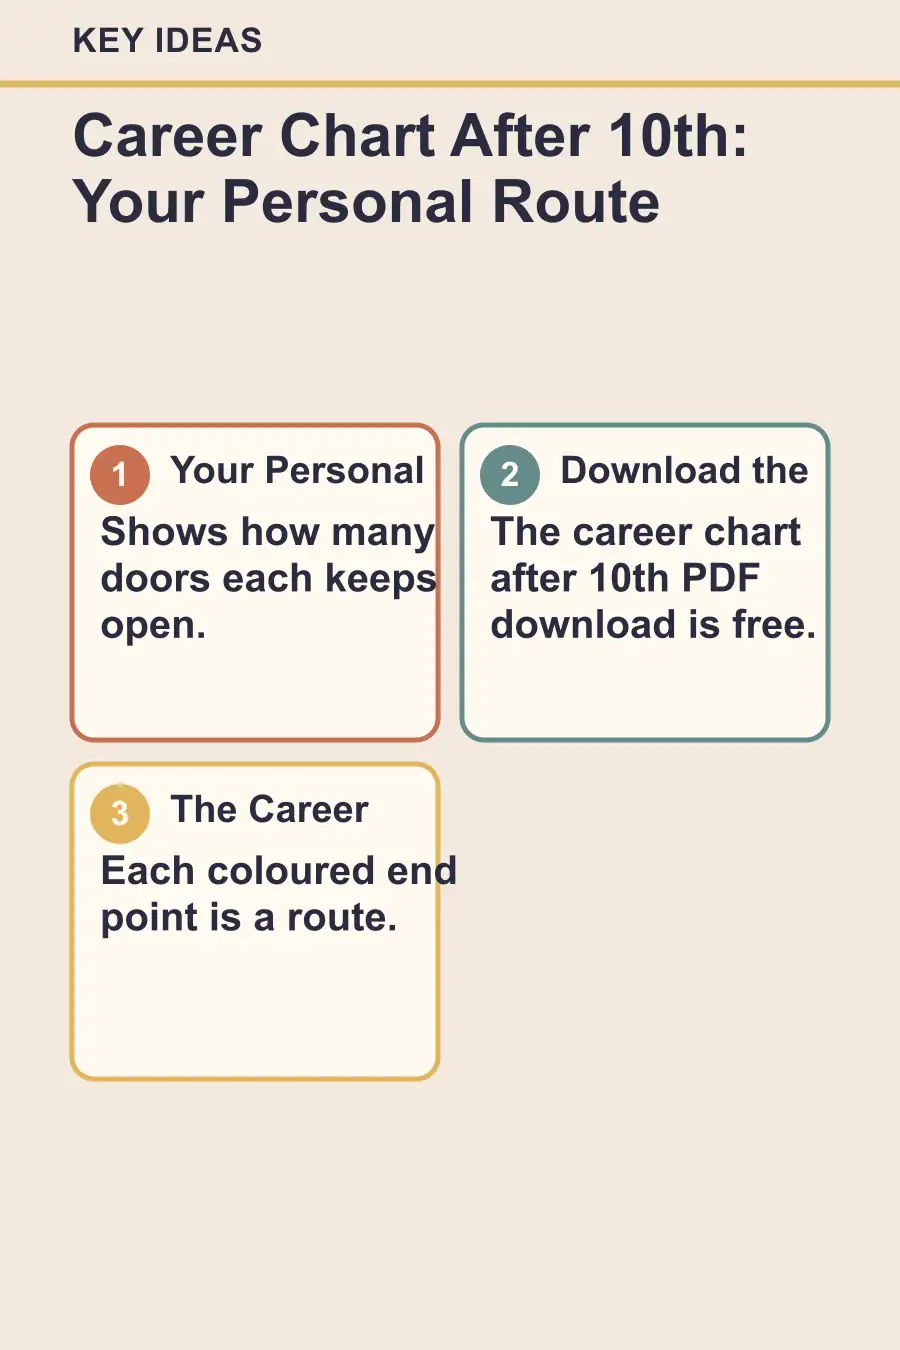 KEY IDEAS
Career Chart After 10th:
Your Personal Route
1 Your Personal
Shows how many
doors each keeps
open.
2 Download the
The career chart
after 10th PDF
download is free.
3 The Career
Each coloured end
point is a route.